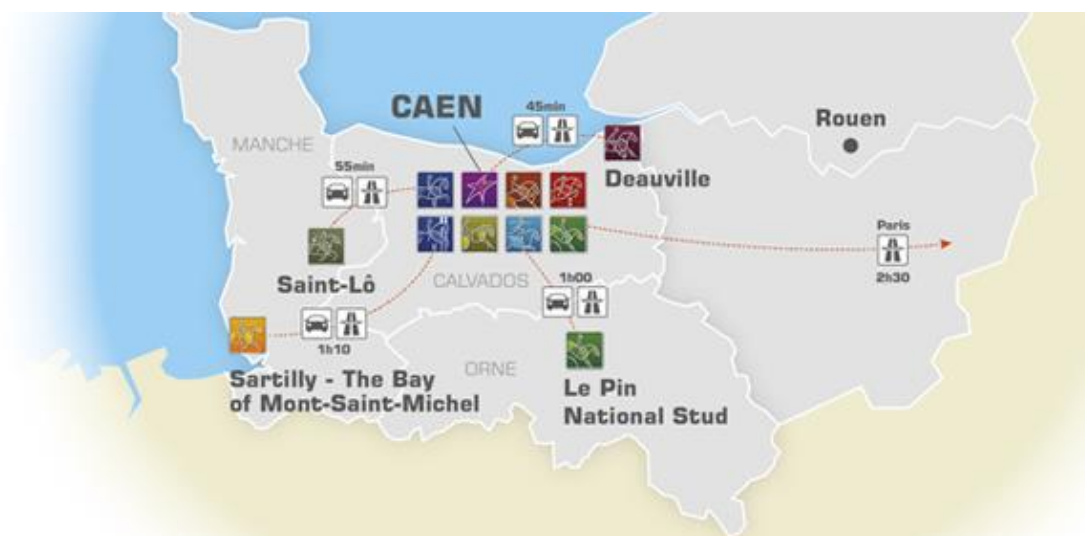 CAEN
45min
Rouen
MANCHE
55min
Deauville
Paris
2h30
Saint-Lô
CALVADOS
1h00
1h10
ORNE
Sartilly - The Bay
of Mont-Saint-Michel
Le Pin
National Stud